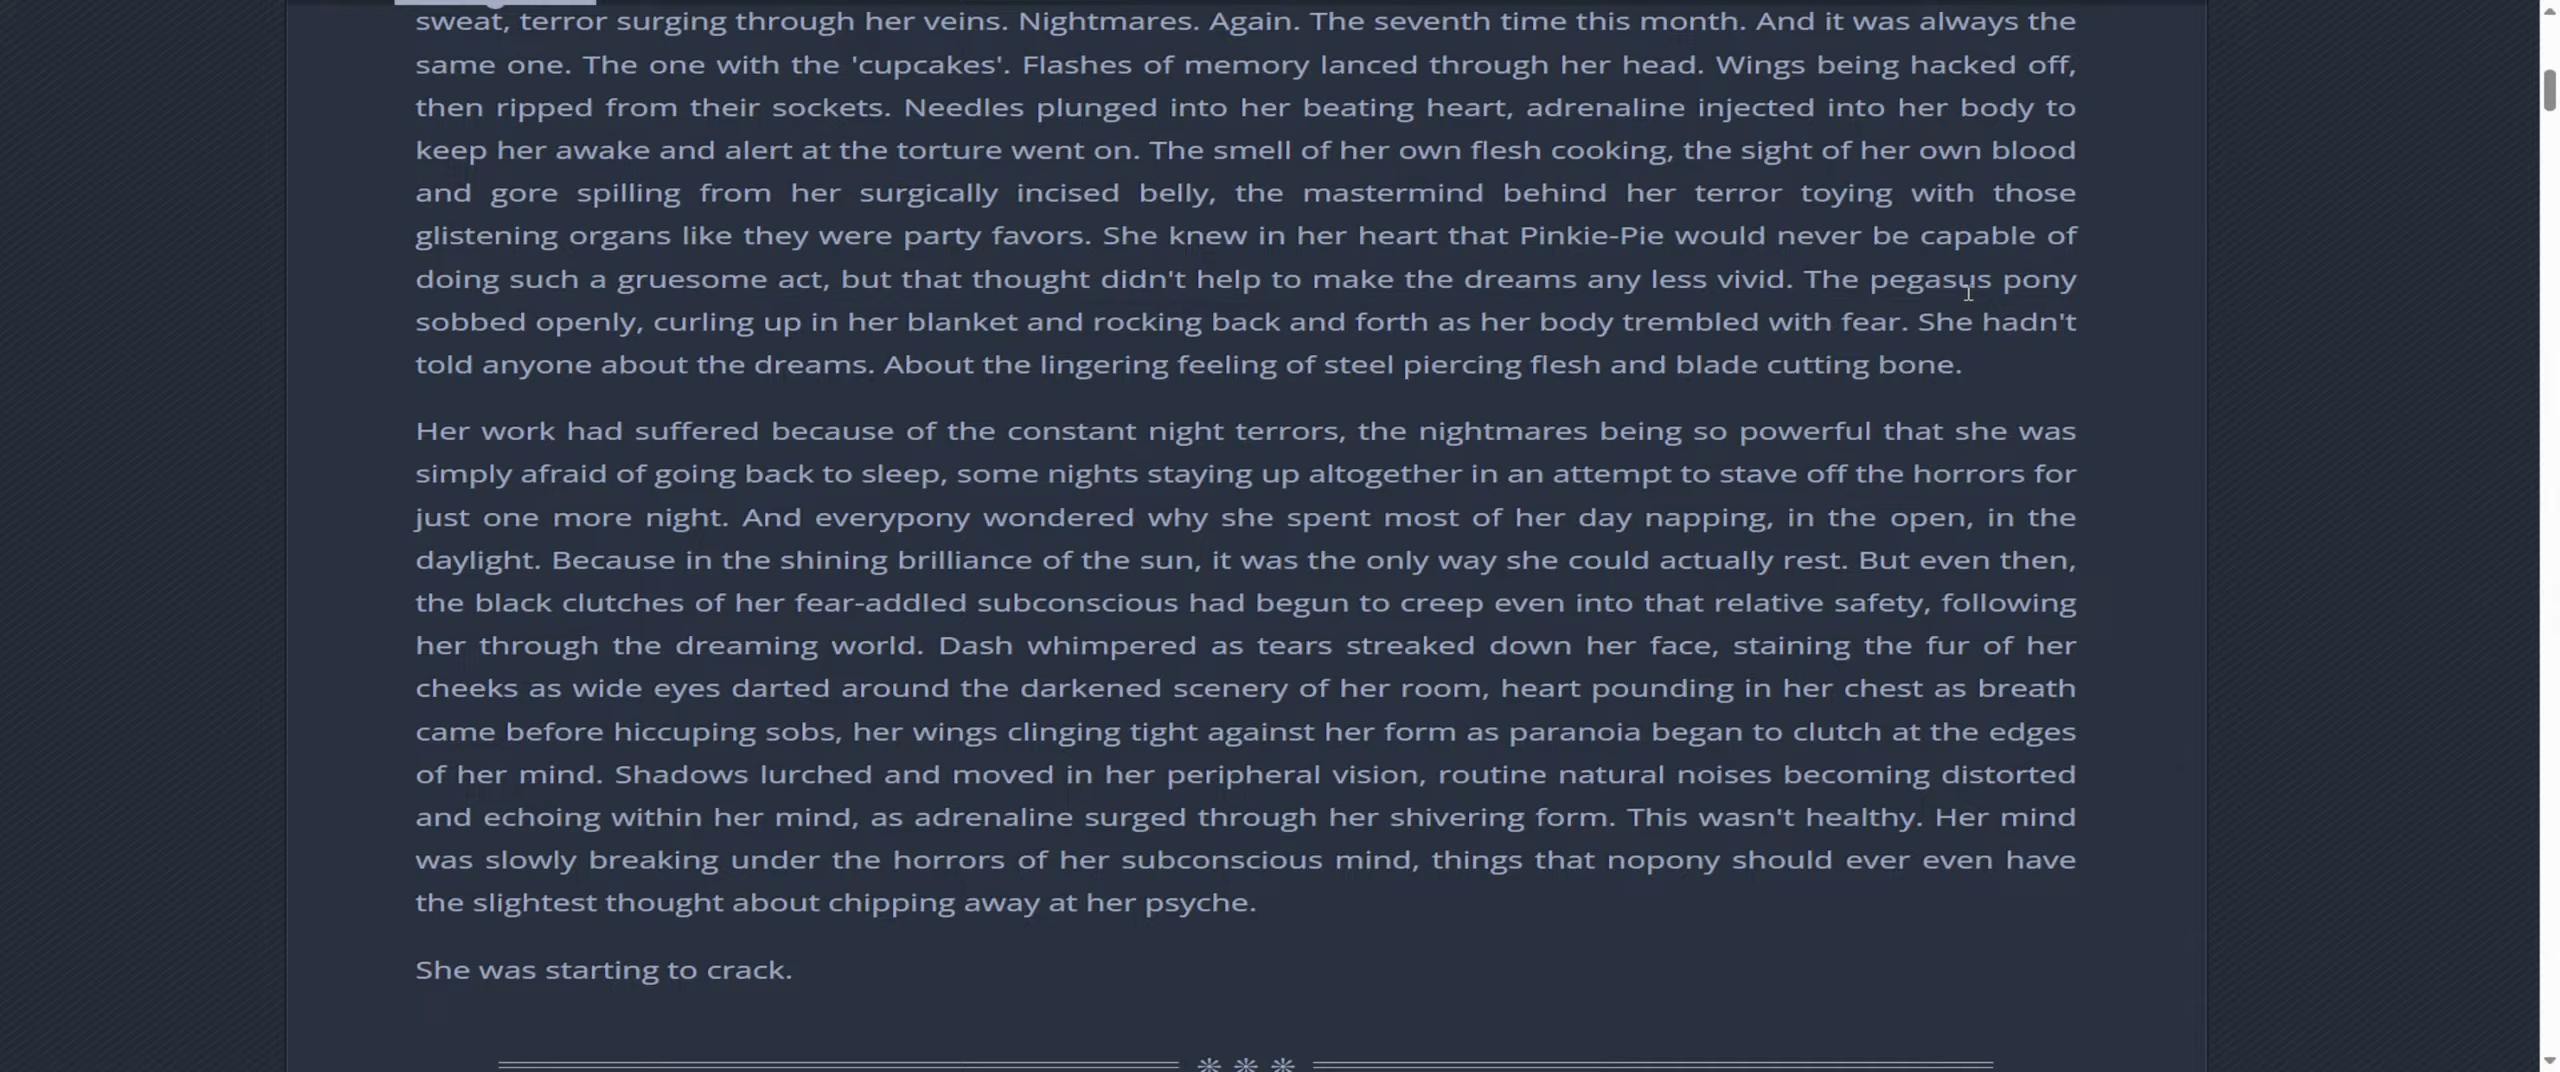 sweat, terror surging through her veins. Nightmares. Again. The seventh time this month. And it was always the
same one. The one with the 'cupcakes'. Flashes of memory lanced through her head. Wings being hacked off,
then ripped from their sockets. Needles plunged into her beating heart, adrenaline injected into her body to
keep her awake and alert at the torture went on. The smell of her own flesh cooking, the sight of her own blood
and gore spilling from her surgically incised belly, the mastermind behind her terror toying with those
glistening organs like they were party favors. She knew in her heart that Pinkie-Pie would never be capable of
doing such a gruesome act, but that thought didn't help to make the dreams any less vivid. The pegasus pony
sobbed openly, curling up in her blanket and rocking back and forth as her body trembled with fear. She hadn't
told anyone about the dreams. About the lingering feeling of steel piercing flesh and blade cutting bone.
Her work had suffered because of the constant night terrors, the nightmares being so powerful that she was
simply afraid of going back to sleep, some nights staying up altogether in an attempt to stave off the horrors for
just one more night. And everypony wondered why she spent most of her day napping, in the open, in the
daylight. Because in the shining brilliance of the sun, it was the only way she could actually rest. But even then,
the black clutches of her fear-addled subconscious had begun to creep even into that relative safety, following
her through the dreaming world. Dash whimpered as tears streaked down her face, staining the fur of her
cheeks as wide eyes darted around the darkened scenery of her room, heart pounding in her chest as breath
came before hiccuping sobs, her wings clinging tight against her form as paranoia began to clutch at the edges
of her mind. Shadows lurched and moved in her peripheral vision, routine natural noises becoming distorted
and echoing within her mind, as adrenaline surged through her shivering form. This wasn't healthy. Her mind
was slowly breaking under the horrors of her subconscious mind, things that nopony should ever even have
the slightest thought about chipping away at her psyche.
She was starting to crack.